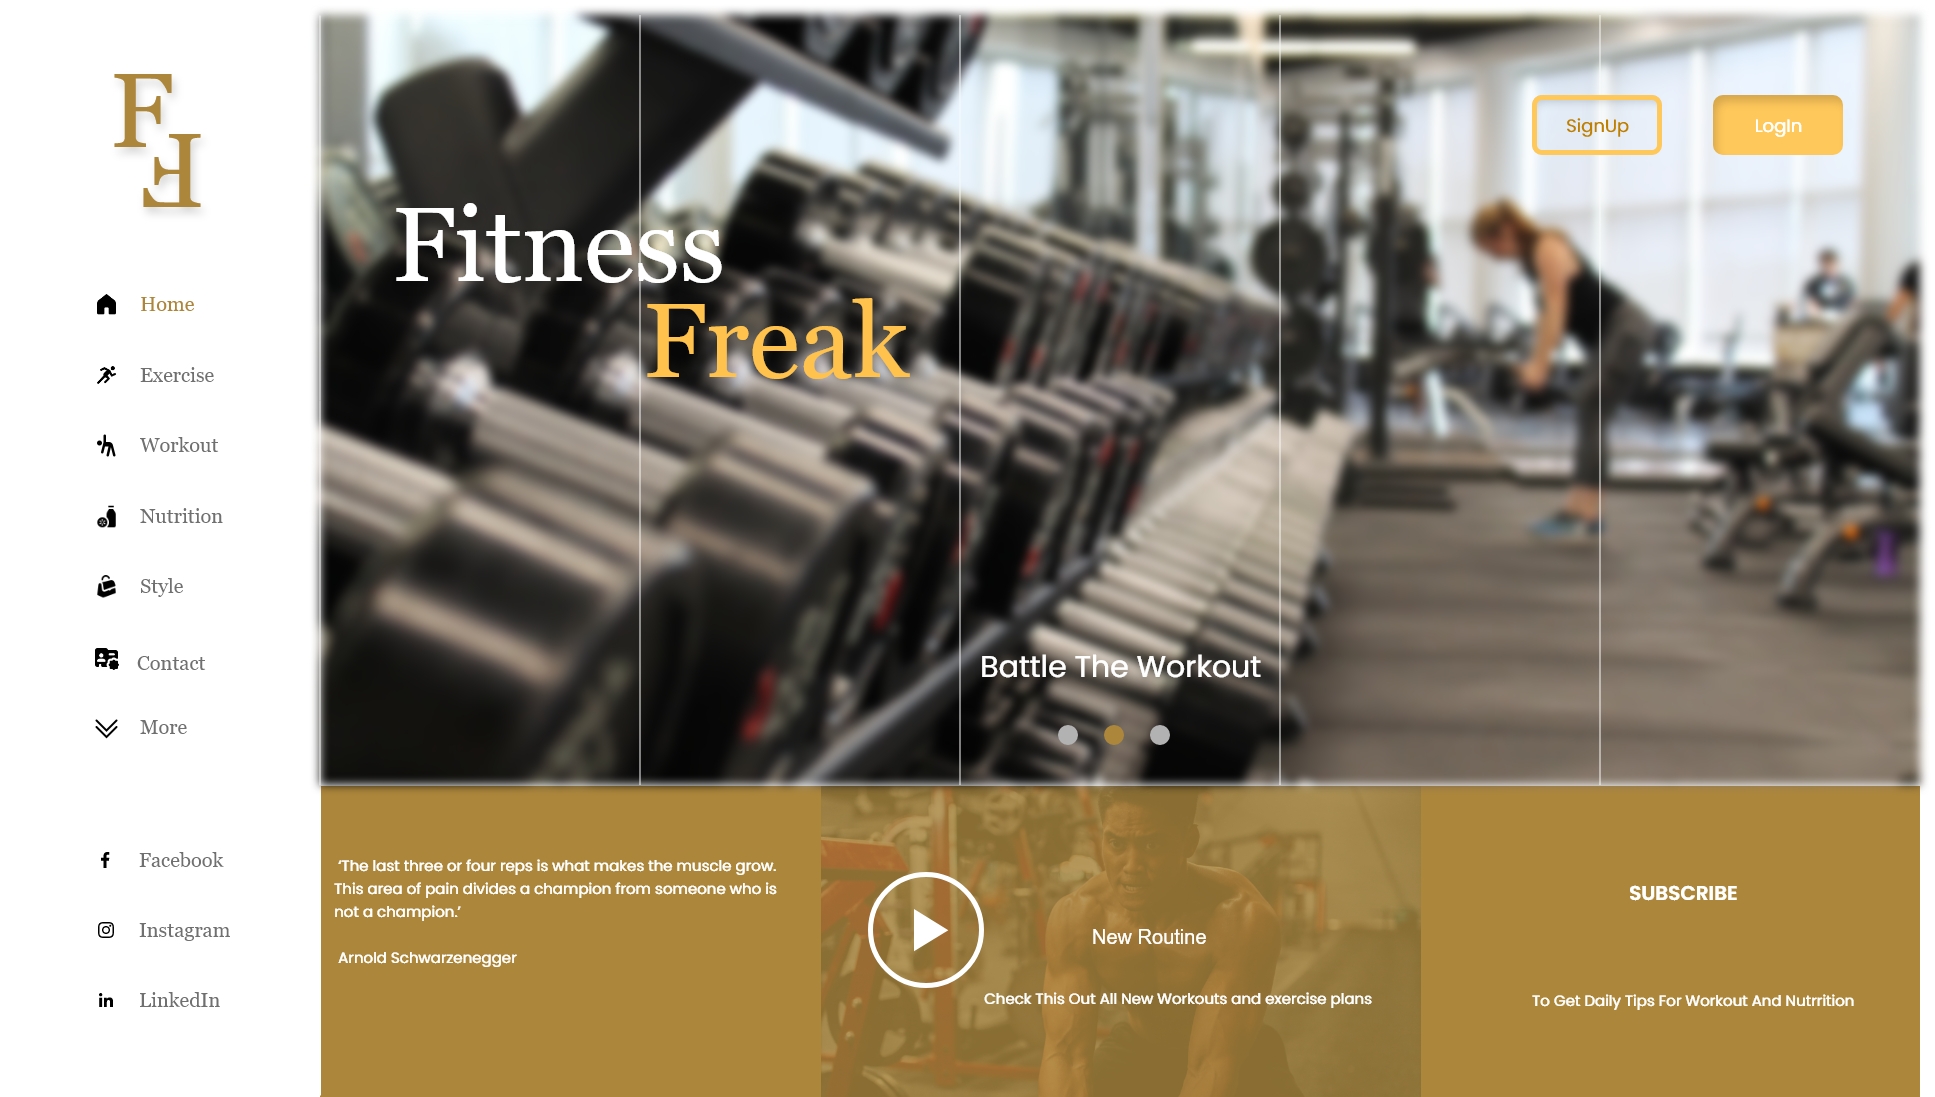 F
F
Home
Exercise
Workout
Nutrition
Style
Contact
More
Facebook
Instagram
LinkedIn
SignUp
LogIn
Fitness
Freak
Battle The Workout
‘The last three or four reps is what makes the muscle grow.
This area of pain divides a champion from someone who is
not a champion.’
Arnold Schwarzenegger
New Routine
Check This Out All New Workouts and exercise plans
SUBSCRIBE
To Get Daily Tips For Workout And Nutrrition